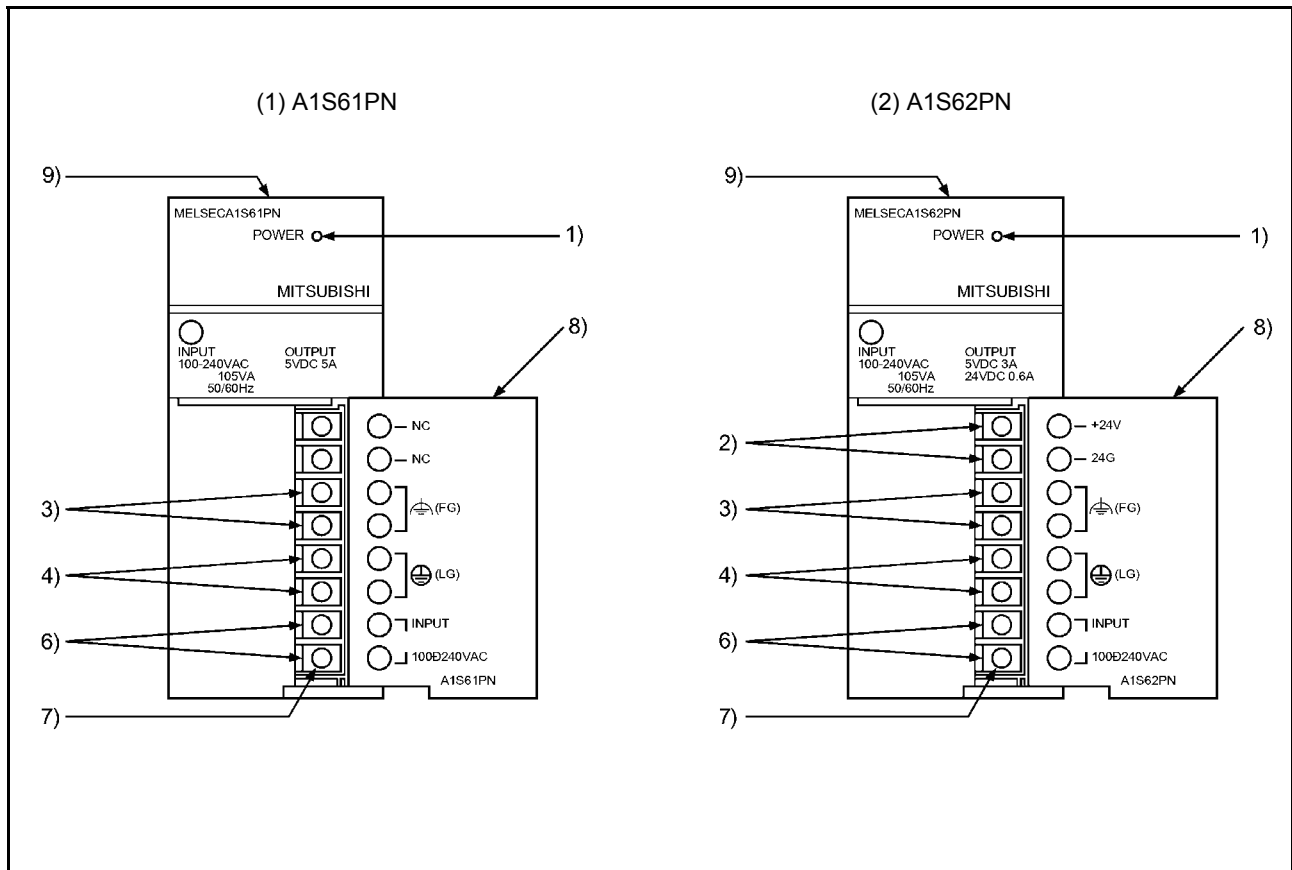 (1) A1S61PN
9)
MELSECA1S61PN
POWER
1)
MITSUBISHI
8)
INPUT
100-240VAC
105VA
50/60Hz
OUTPUT
5VDC 5A
NC
NC
3)
(FG)
4)
(LG)
6)
INPUT
100Ð240VAC
A1S61PN
7)
(2) A1S62PN
9)
MELSECA1S62PN
POWER
1)
MITSUBISHI
8)
INPUT
100-240VAC
105VA
50/60Hz
OUTPUT
5VDC 3A
24VDC 0.6A
2)
+24V
24G
3)
(FG)
4)
(LG)
6)
INPUT
100Ð240VAC
A1S62PN
7)